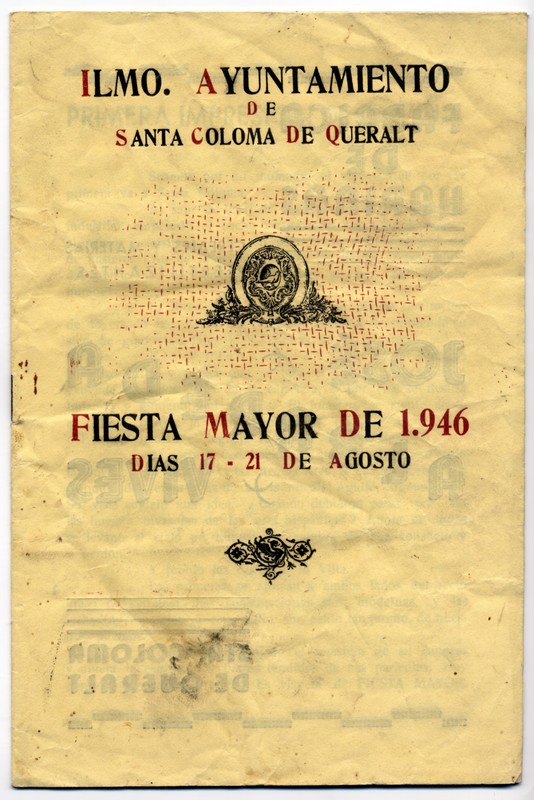 ILMO. AYUNTAMIENTO
DE
SANTA COLOMA DE QUERALT
FIESTA MAYOR DE 1.946
DIAS 17 - 21 DE AGOSTO